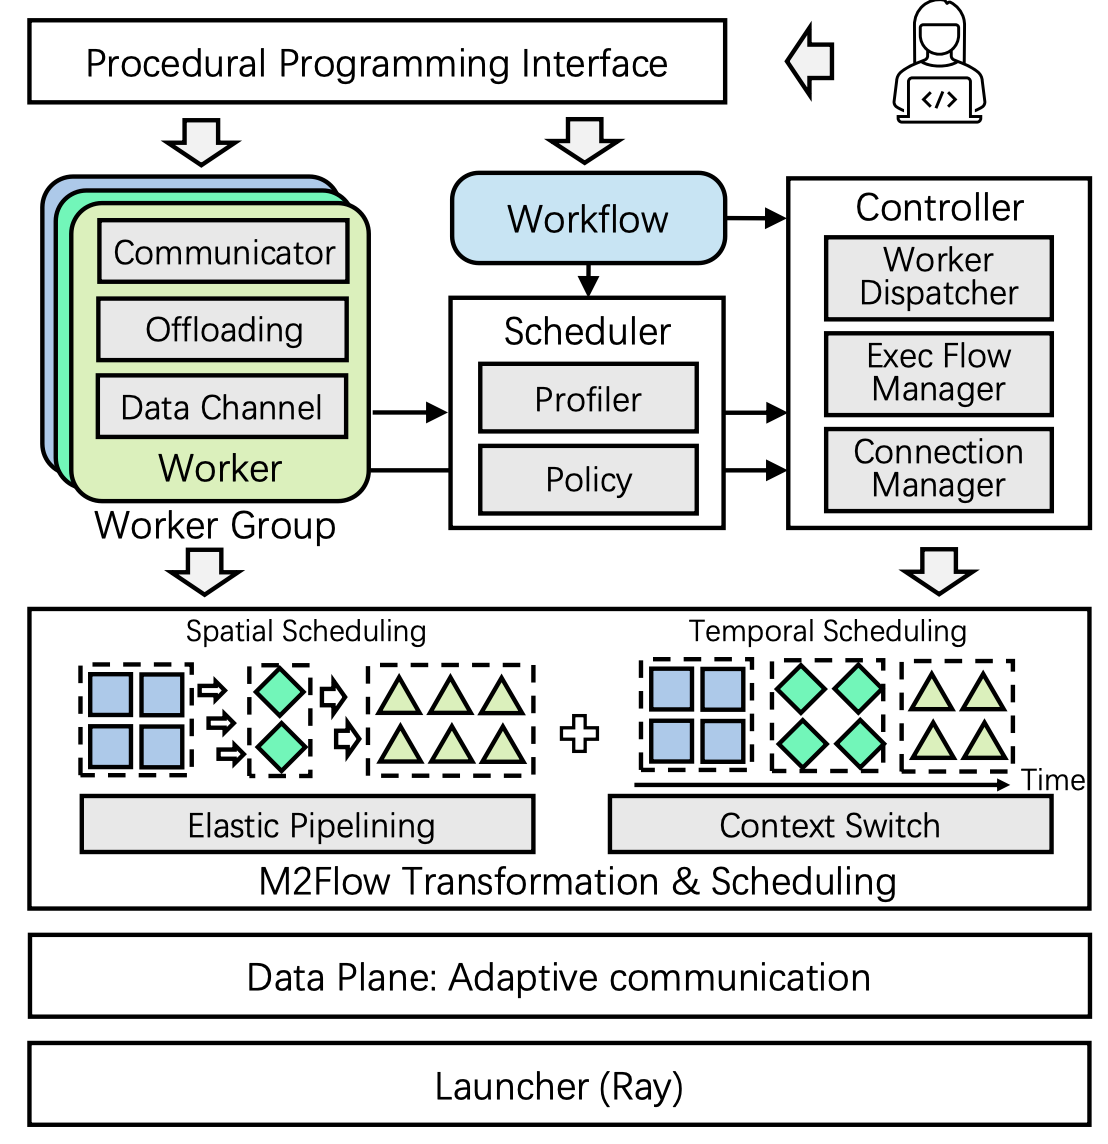 Procedural Programming Interface
</>
Communicator
Offloading
Data Channel
Worker
Worker Group
Workflow
Scheduler
Profiler
Policy
Controller
Worker
Dispatcher
Exec Flow
Manager
Connection
Manager
Spatial Scheduling
Elastic Pipelining
Temporal Scheduling
Time
Context Switch
M2Flow Transformation & Scheduling
Data Plane: Adaptive communication
Launcher (Ray)